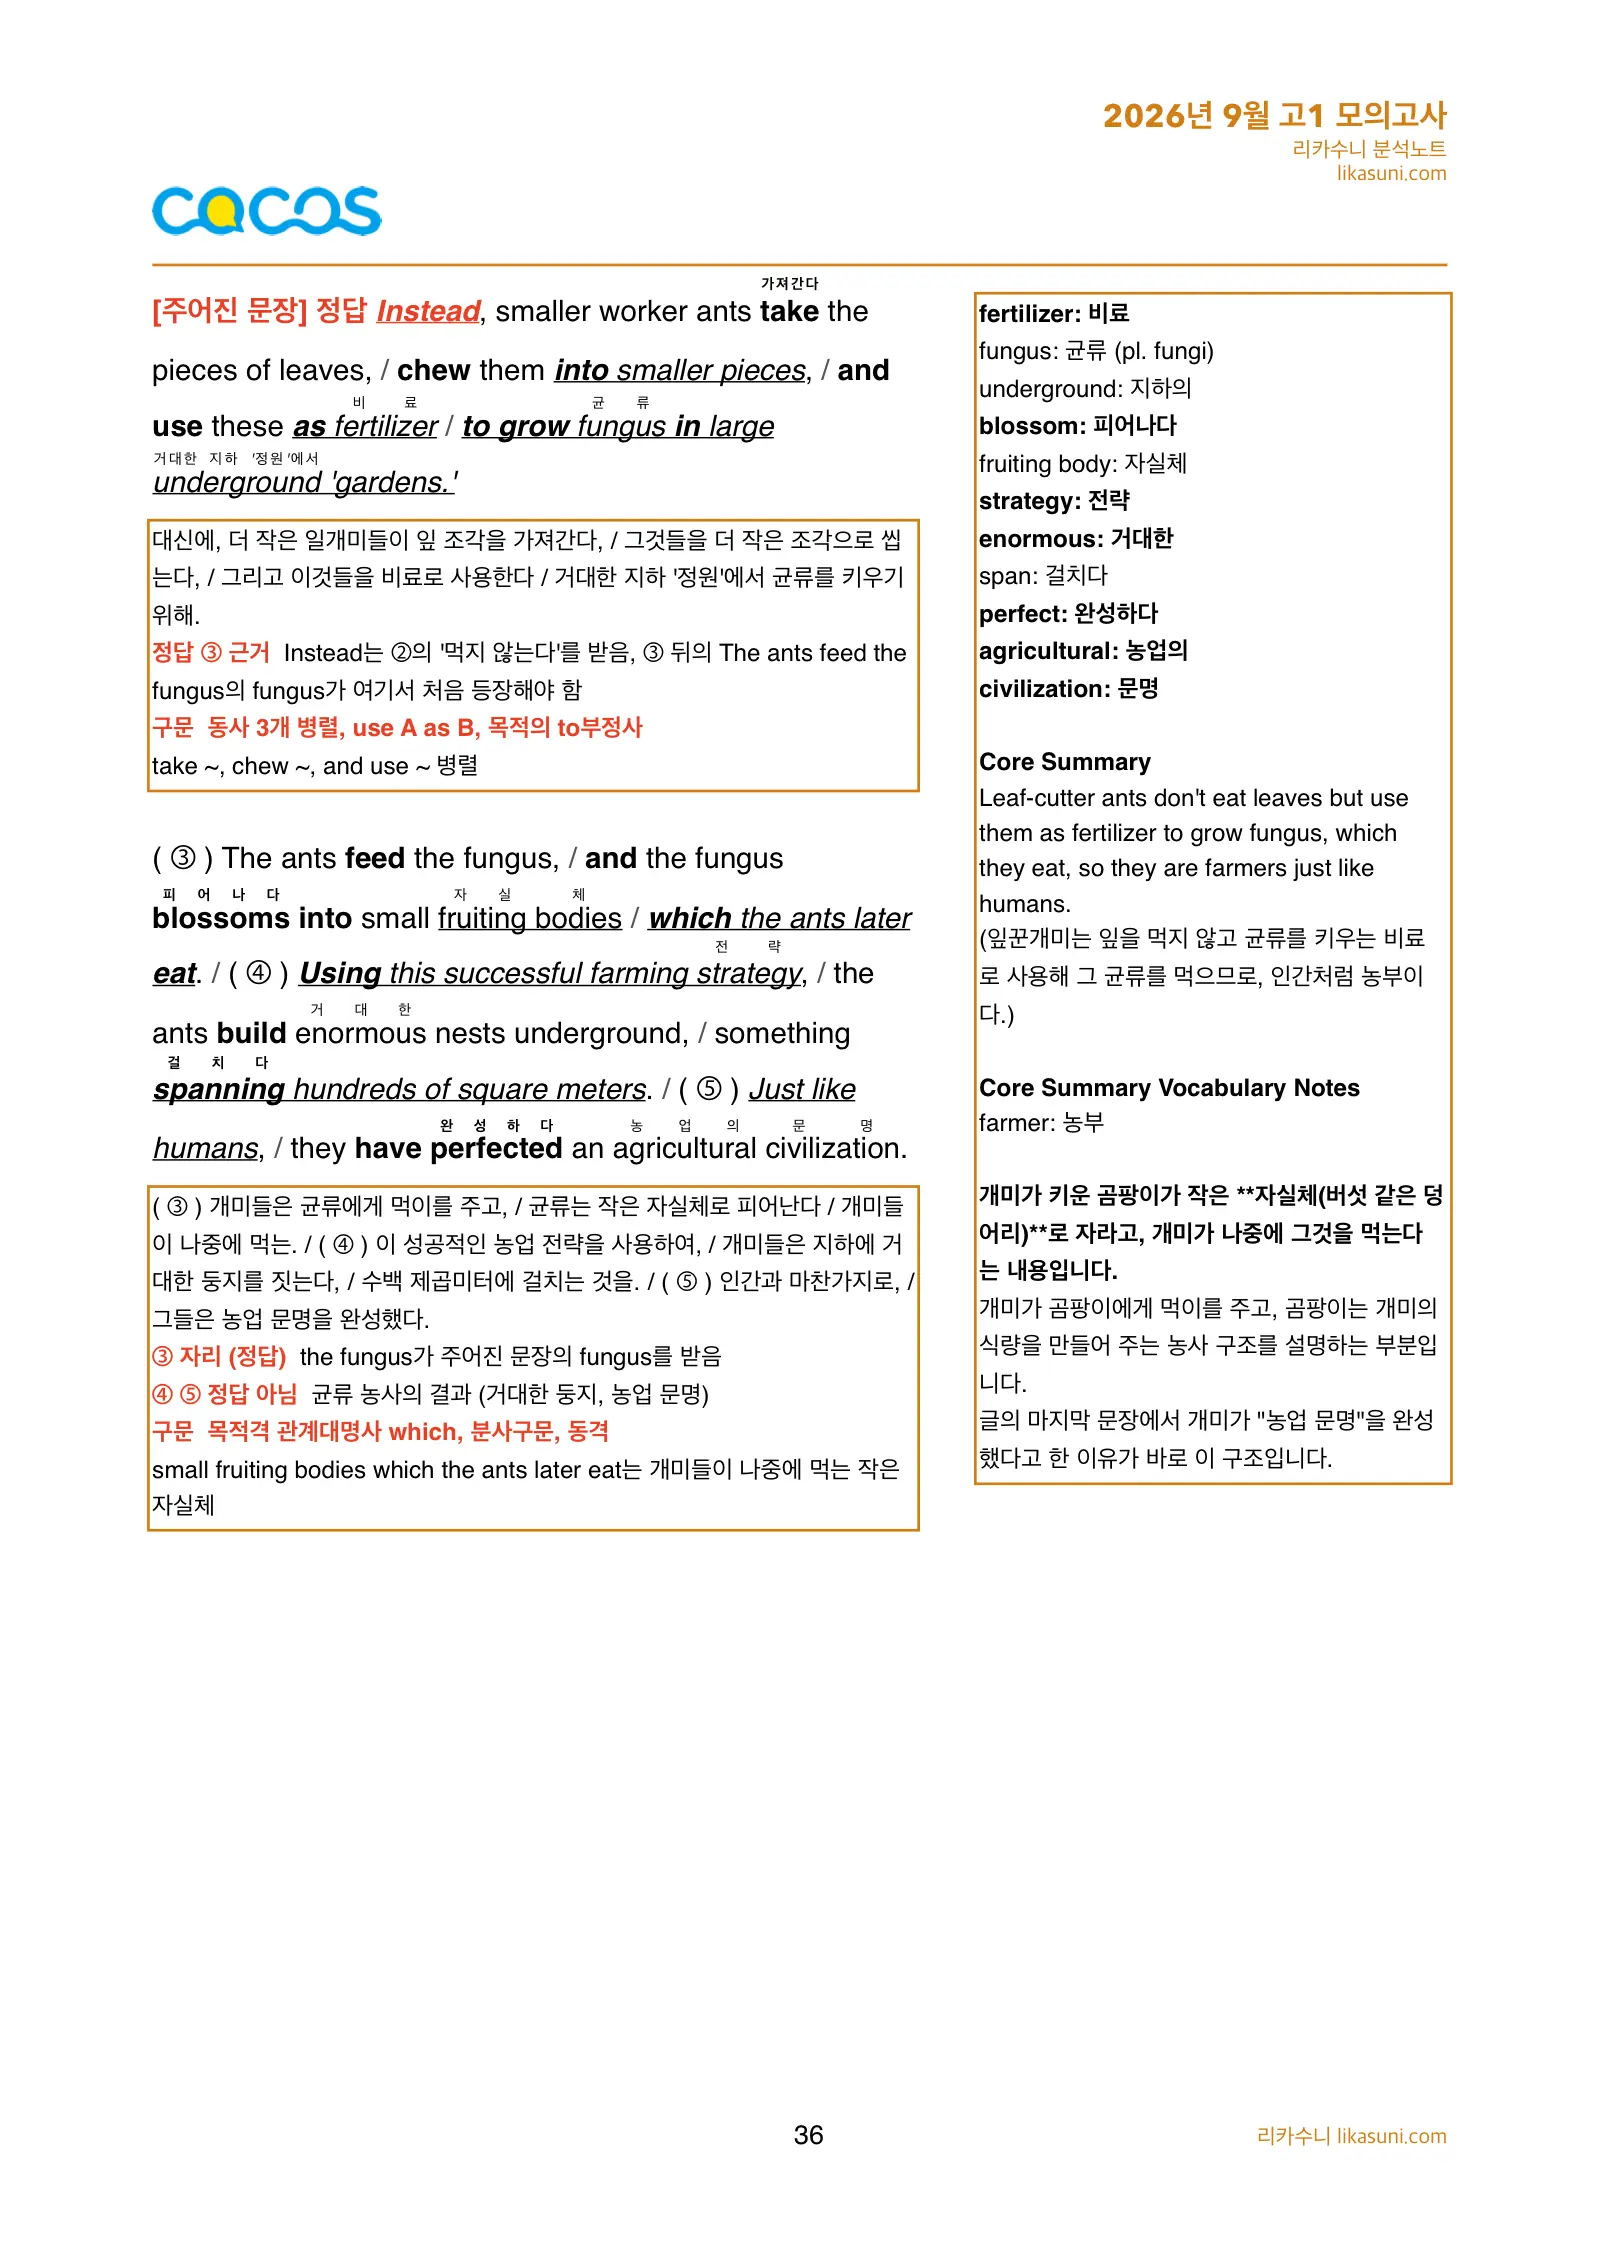 2026년 9월 고1 모의고사
리카수니 분석노트
likasuni.com
cacos
가져간다
[주어진 문장] 정답 Instead, smaller worker ants take the
pieces of leaves, / chew them into smaller pieces, / and
비 료 균 류
use these as fertilizer / to grow fungus in large
거대한 지하 '정원'에서
underground 'gardens.'
대신에, 더 작은 일개미들이 잎 조각을 가져간다, / 그것들을 더 작은 조각으로 씹
는다, / 그리고 이것들을 비료로 사용한다 / 거대한 지하 '정원'에서 균류를 키우기
위해.
정답 ③ 근거 Instead는 ②의 '먹지 않는다'를 받음, ③ 뒤의 The ants feed the
fungus의 fungus가 여기서 처음 등장해야 함
구문 동사 3개 병렬, use A as B, 목적의 to부정사
take ~, chew ~, and use ~ 병렬
( ③ ) The ants feed the fungus, / and the fungus
피 어 나 다 자 실 체
blossoms into small fruiting bodies / which the ants later
전 략
eat. / ( ④ ) Using this successful farming strategy, / the
거 대 한
ants build enormous nests underground, / something
걸 치 다
spanning hundreds of square meters. / ( ⑤ ) Just like
완 성 하 다 농 업 의 문 명
humans, / they have perfected an agricultural civilization.
( ③ ) 개미들은 균류에게 먹이를 주고, / 균류는 작은 자실체로 피어난다 / 개미들
이 나중에 먹는. / ( ④ ) 이 성공적인 농업 전략을 사용하여, / 개미들은 지하에 거
대한 둥지를 짓는다, / 수백 제곱미터에 걸치는 것을. / ( ⑤ ) 인간과 마찬가지로, /
그들은 농업 문명을 완성했다.
③ 자리 (정답) the fungus가 주어진 문장의 fungus를 받음
④ ⑤ 정답 아님 균류 농사의 결과 (거대한 둥지, 농업 문명)
구문 목적격 관계대명사 which, 분사구문, 동격
small fruiting bodies which the ants later eat는 개미들이 나중에 먹는 작은
자실체
fertilizer: 비료
fungus: 균류 (pl. fungi)
underground: 지하의
blossom: 피어나다
fruiting body: 자실체
strategy: 전략
enormous: 거대한
span: 걸치다
perfect: 완성하다
agricultural: 농업의
civilization: 문명
Core Summary
Leaf-cutter ants don't eat leaves but use
them as fertilizer to grow fungus, which
they eat, so they are farmers just like
humans.
(잎꾼개미는 잎을 먹지 않고 균류를 키우는 비료
로 사용해 그 균류를 먹으므로, 인간처럼 농부이
다.)
Core Summary Vocabulary Notes
farmer: 농부
개미가 키운 곰팡이가 작은 **자실체(버섯 같은 덩
어리)**로 자라고, 개미가 나중에 그것을 먹는다
는 내용입니다.
개미가 곰팡이에게 먹이를 주고, 곰팡이는 개미의
식량을 만들어 주는 농사 구조를 설명하는 부분입
니다.
글의 마지막 문장에서 개미가 "농업 문명"을 완성
했다고 한 이유가 바로 이 구조입니다.
36
리카수니 likasuni.com